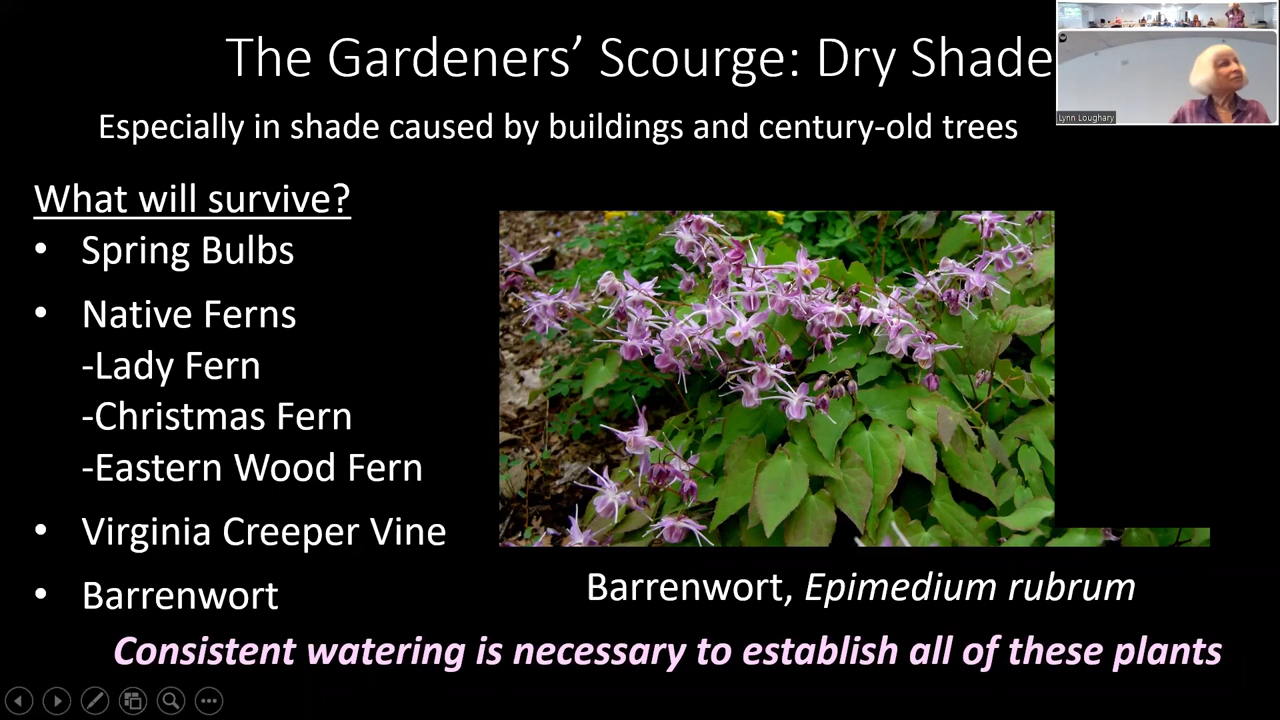 The Gardeners’ Scourge: Dry Shade
Especially in shade caused by buildings and century-old trees
Lynn Loughary
What will survive?
• Spring Bulbs
• Native Ferns
-Lady Fern
-Christmas Fern
-Eastern Wood Fern
• Virginia Creeper Vine
• Barrenwort
Barrenwort, Epimedium rubrum
Consistent watering is necessary to establish all of these plants